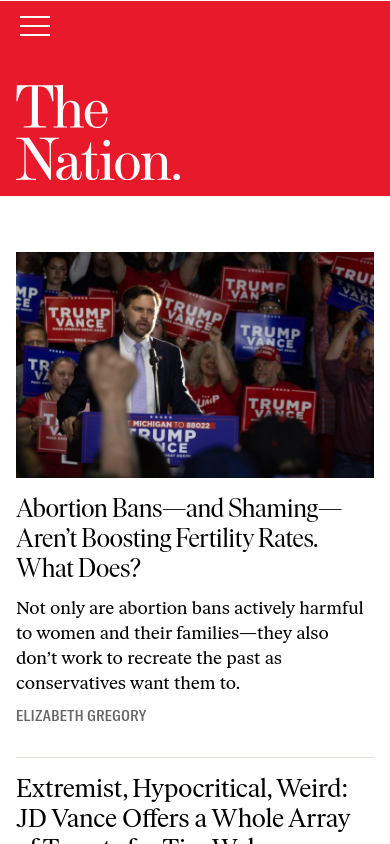 The
Nation.
MP
TRUMP
VANCE
TRUMP
VANCE
TRUMP
VANCE
TRU
VANCE
TRUMP
VANCE
TR
TRUMP
VANCE
MICHIGAN TO 88022
TRUMP
Abortion Bans—and Shaming—
Aren’t Boosting Fertility Rates.
What Does?
Not only are abortion bans actively harmful
to women and their families—they also
don’t work to recreate the past as
conservatives want them to.
ELIZABETH GREGORY
Extremist, Hypocritical, Weird:
JD Vance Offers a Whole Array